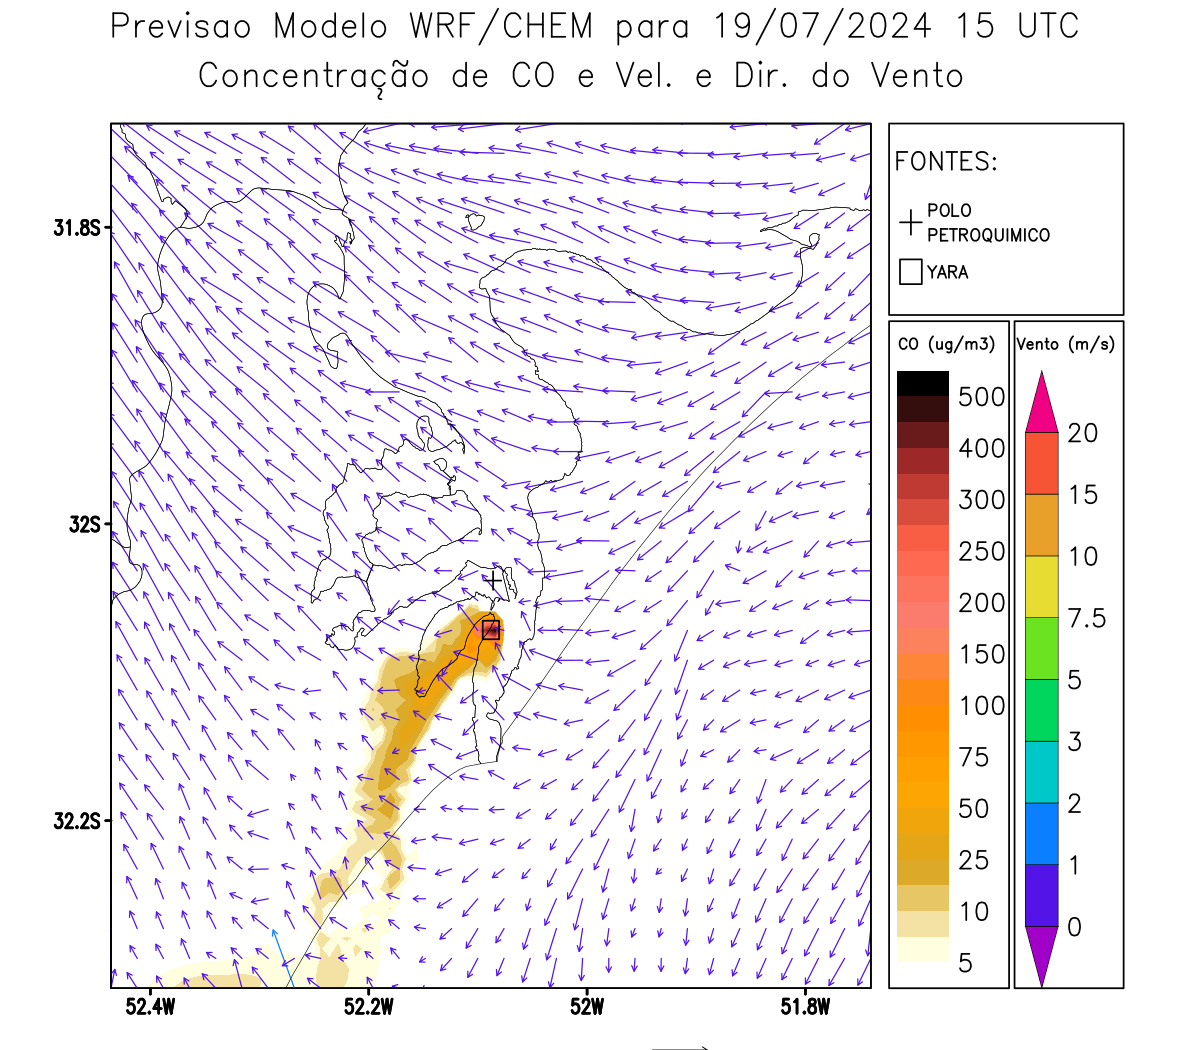 Previsao Modelo WRF/CHEM para 19/07/2024 15 UTC
Concentração de CO e Vel. e Dir. do Vento
FONTES:
POLO
PETROQUIMICO
YARA
CO (ug/m3)
500
400
300
250
200
150
100
75
50
25
10
5
Vento (m/s)
20
15
10
7.5
5
3
2
1
0
31.8S
32S
32.2S
52.4W
52.2W
52W
51.8W